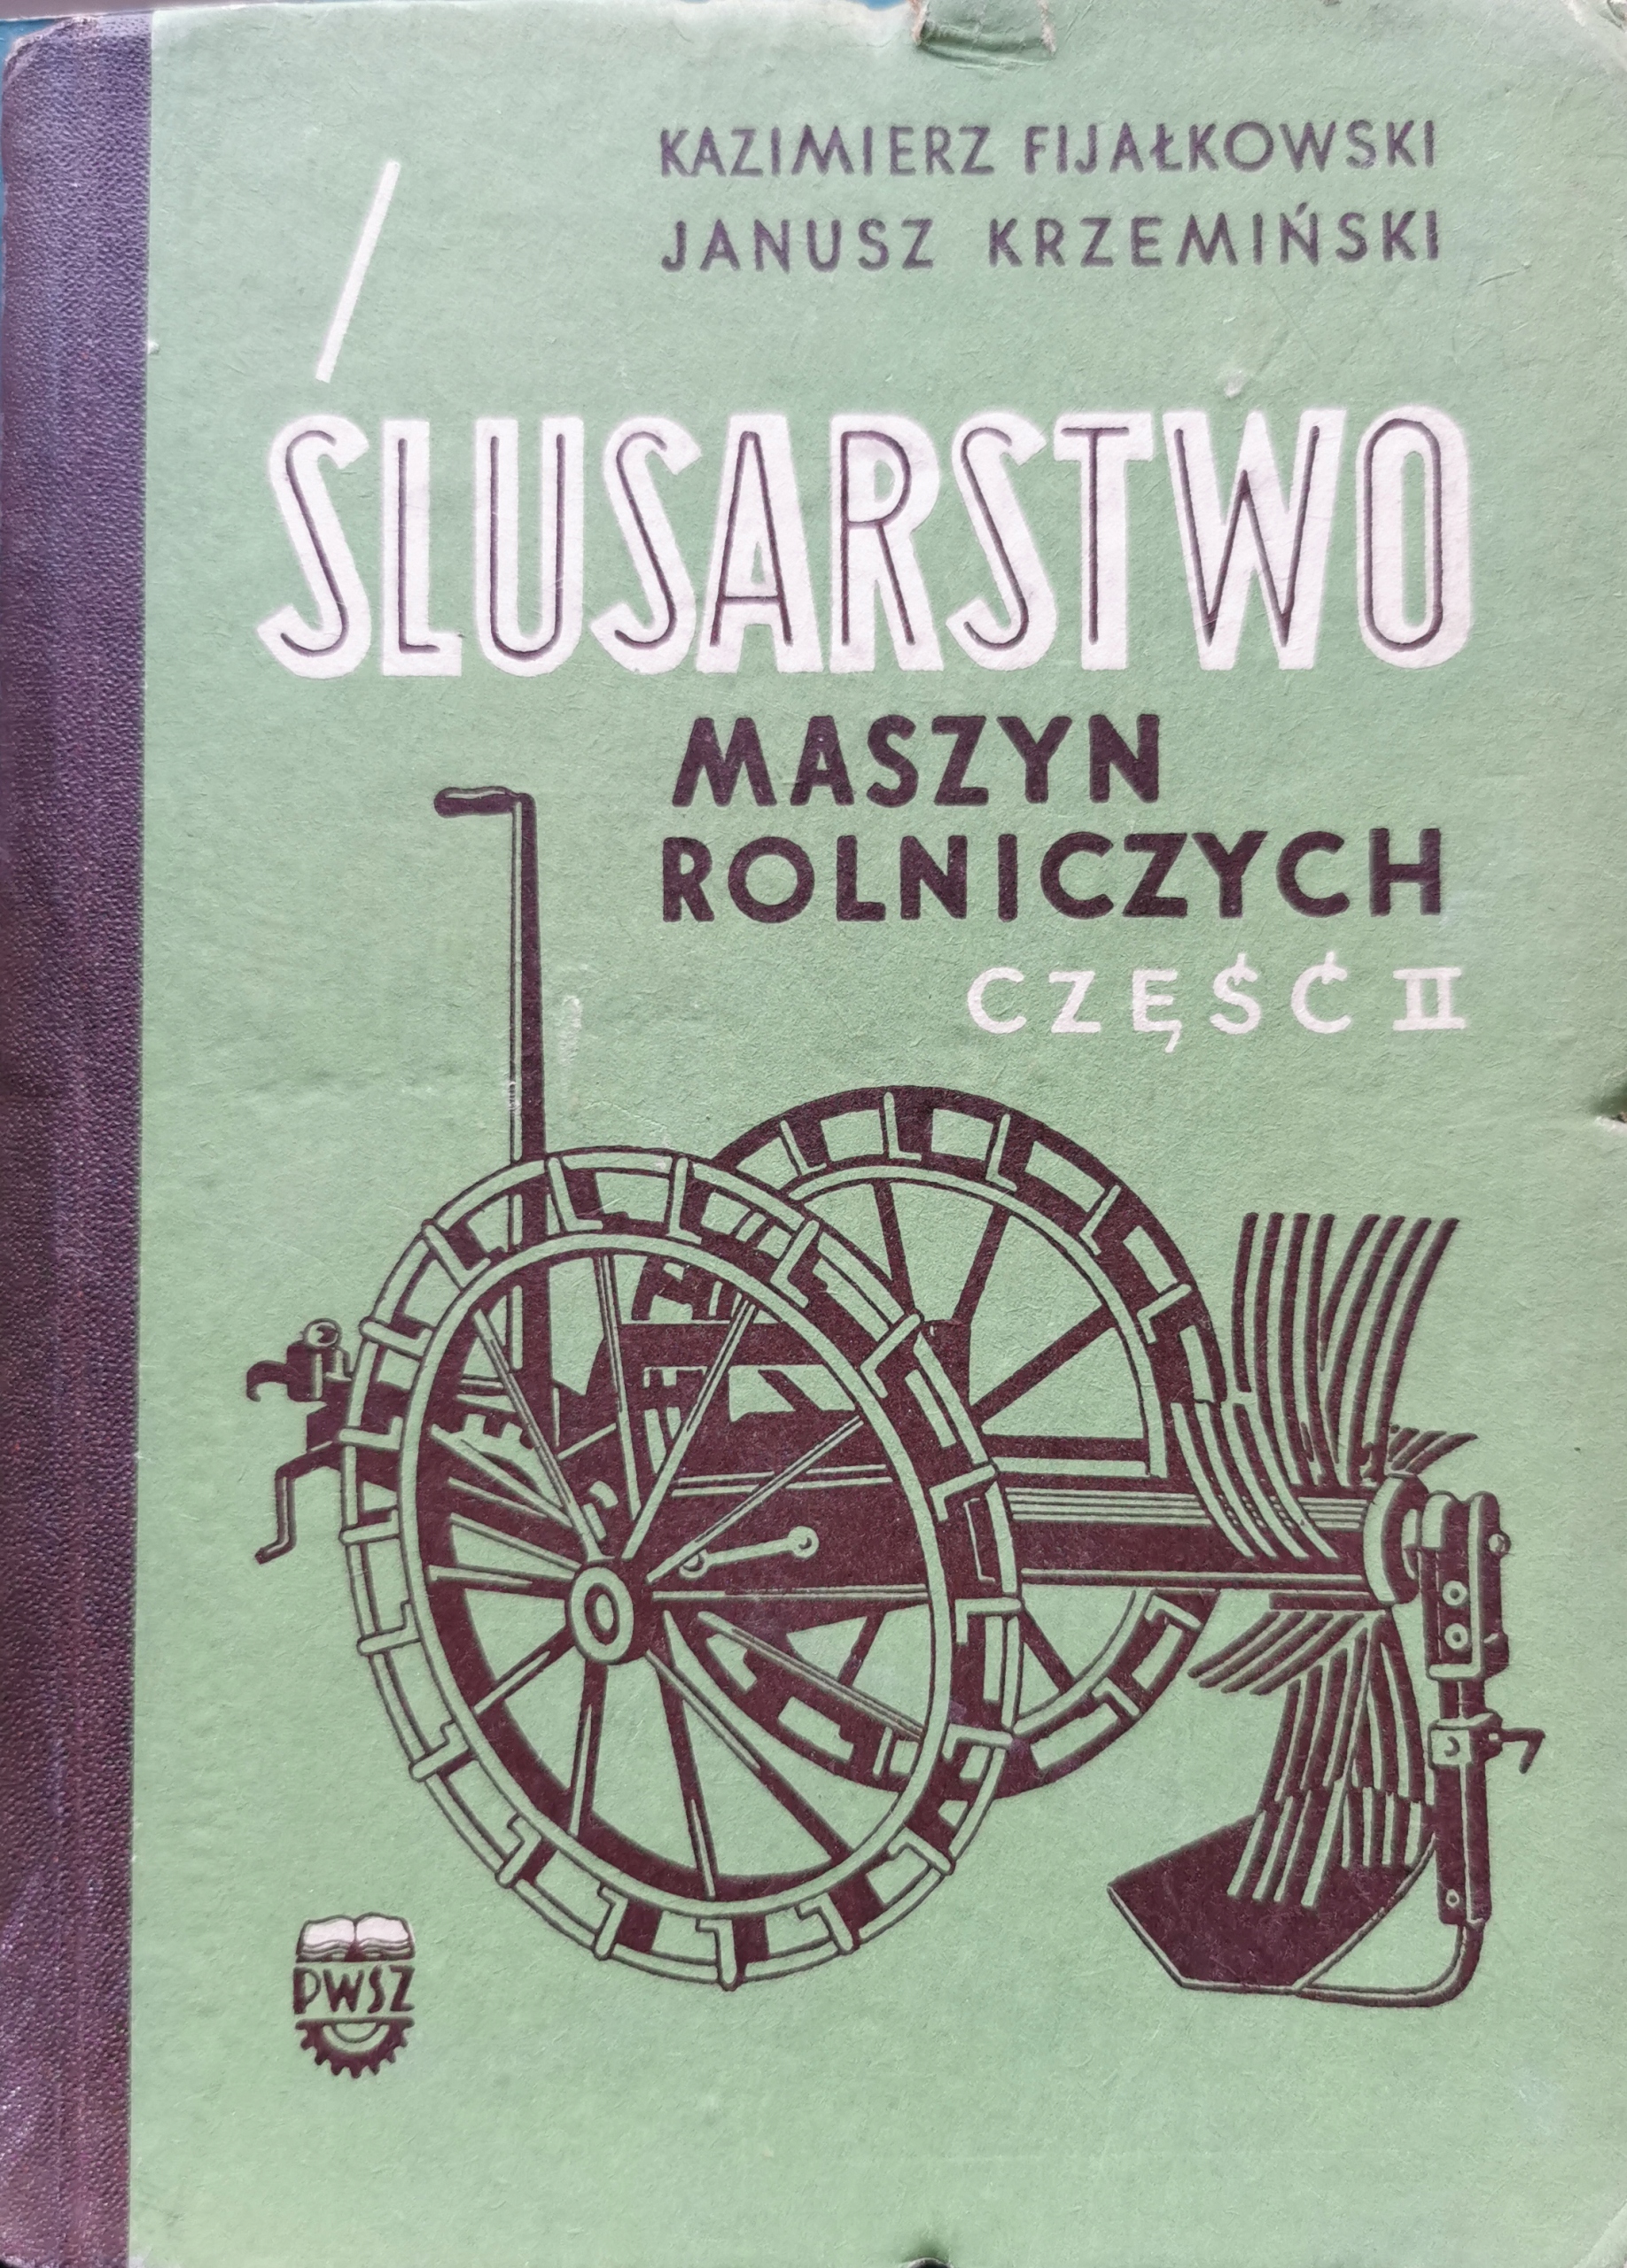 KAZIMIERZ FIJAŁKOWSKI
JANUSZ KRZEMIŃSKI
ŚLUSARSTWO
MASZYN
ROLNICZYCH
CZĘŚĆ II
PWSZ